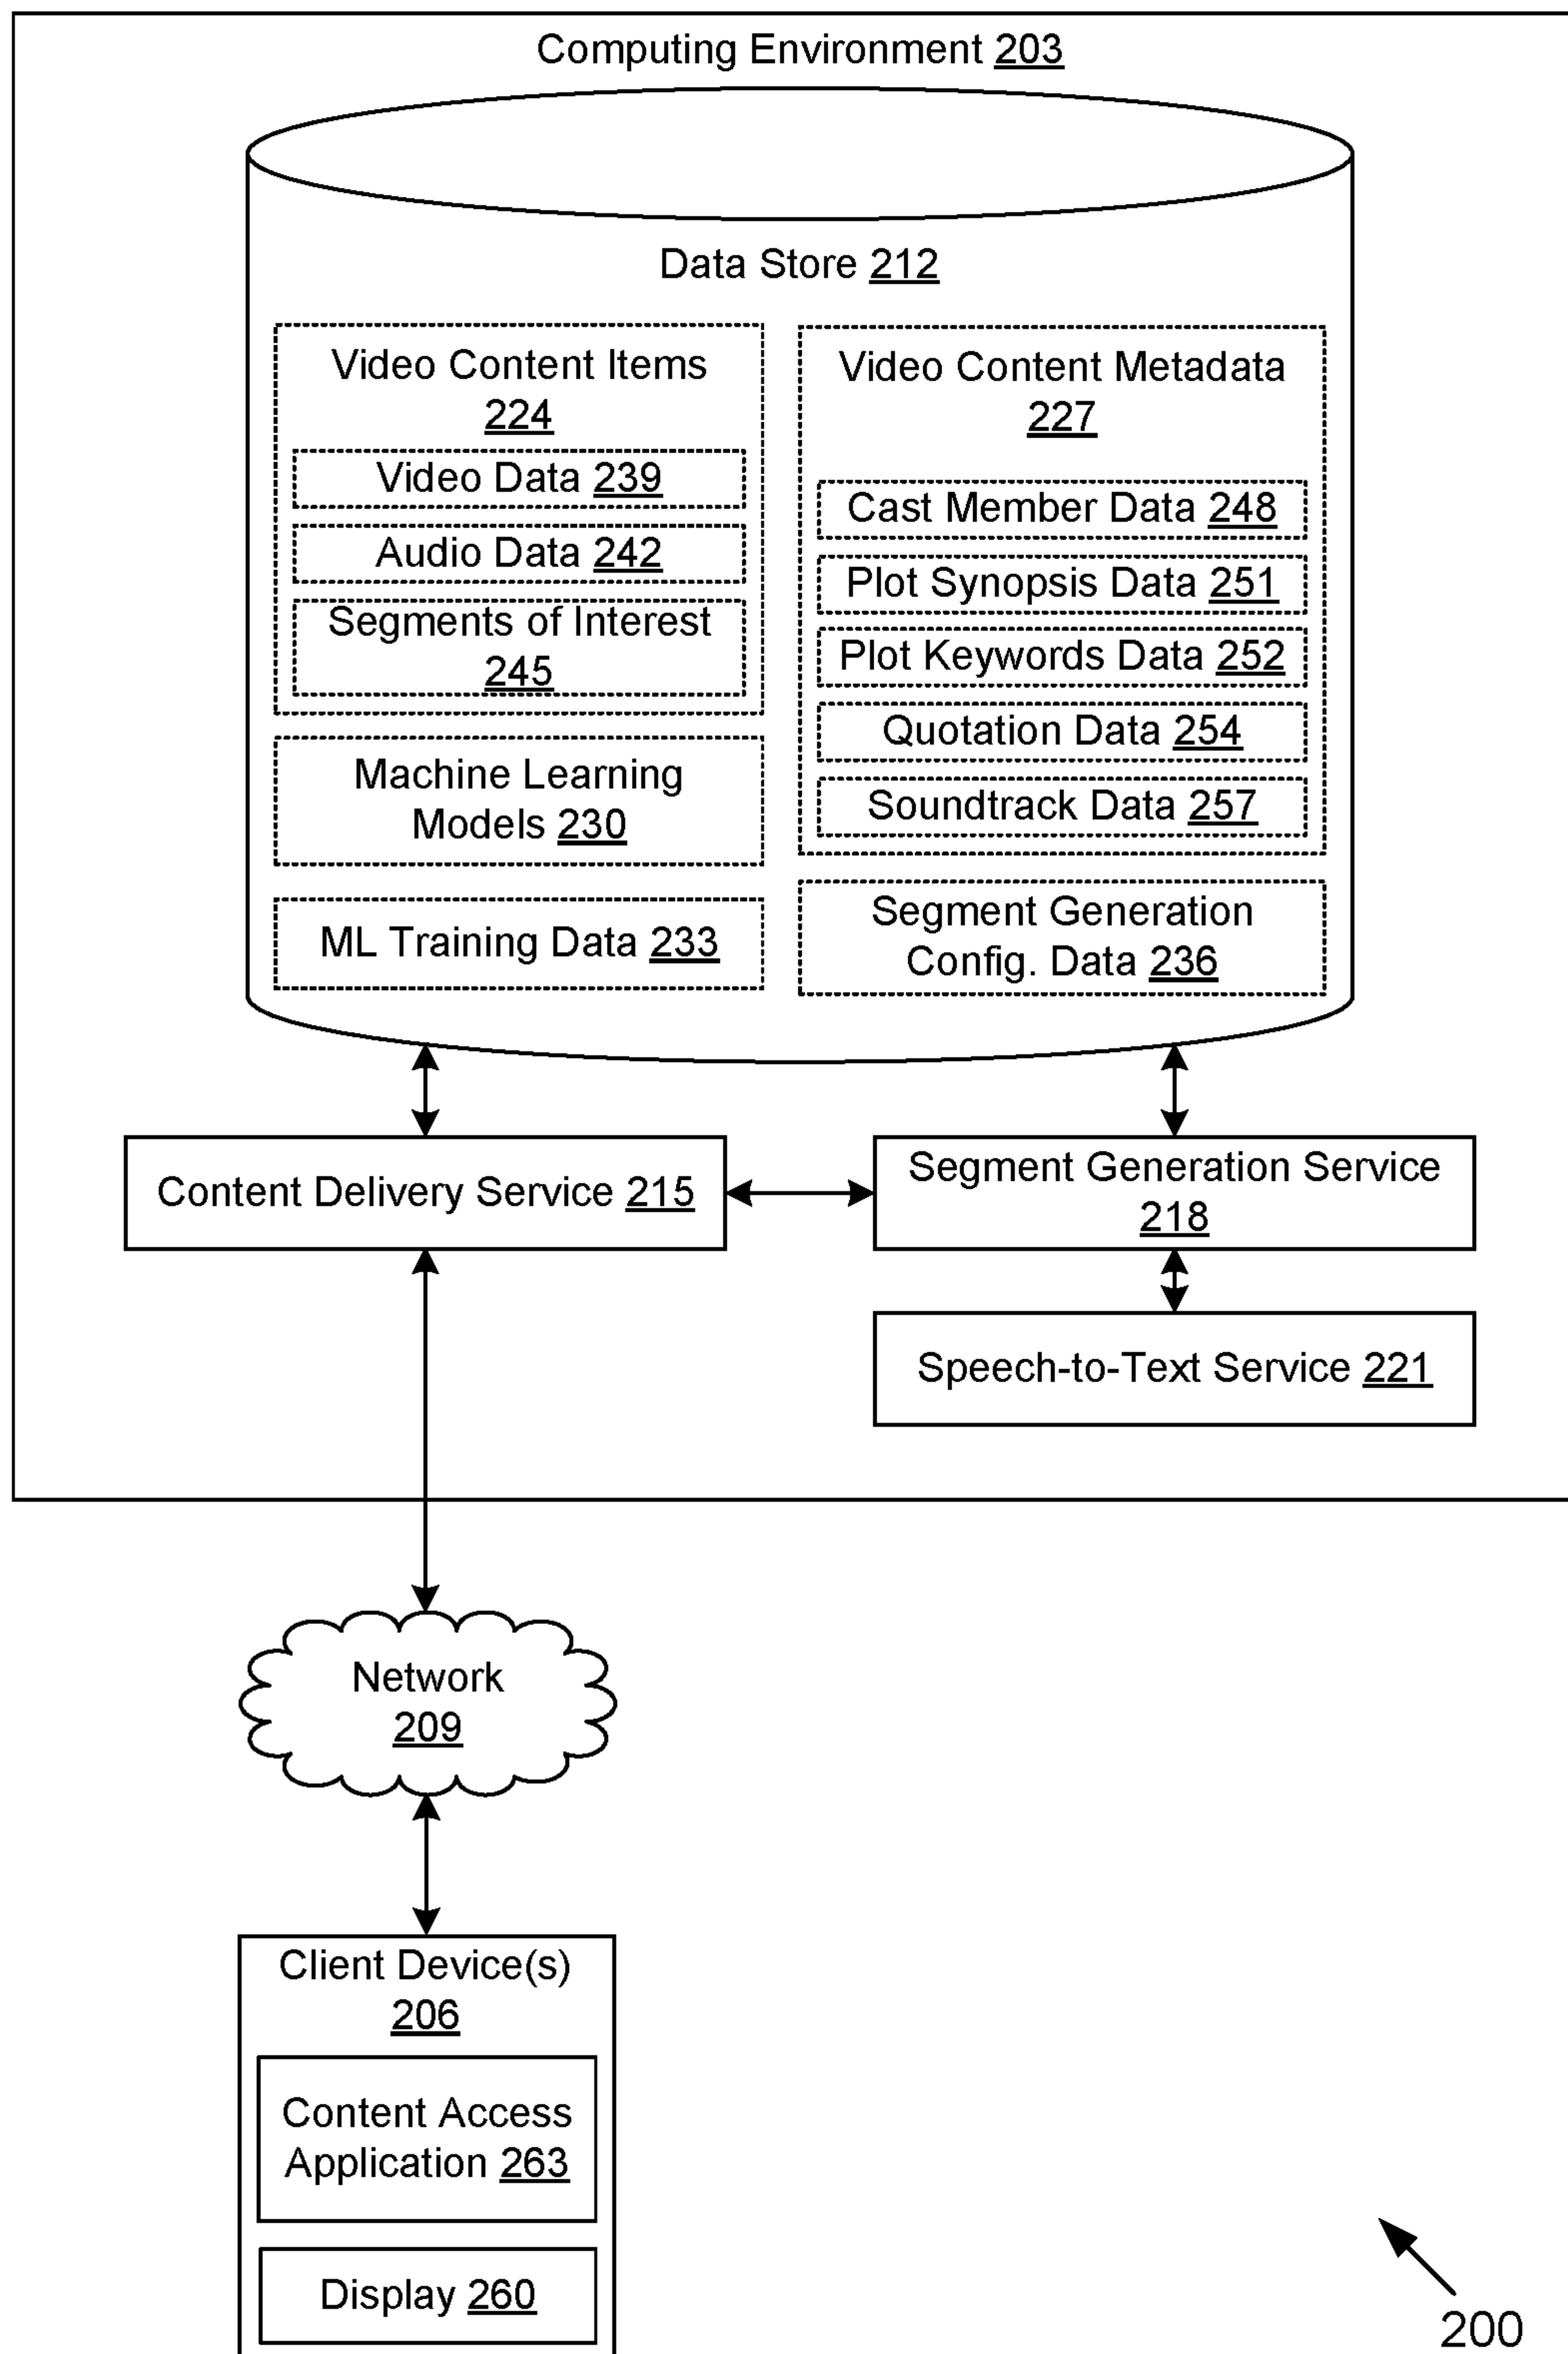 Computing Environment 203
Data Store 212
Video Content Items
224
Video Data 239
Audio Data 242
Segments of Interest
245
Machine Learning
Models 230
ML Training Data 233
Video Content Metadata
227
Cast Member Data 248
Plot Synopsis Data 251
Plot Keywords Data 252
Quotation Data 254
Soundtrack Data 257
Segment Generation
Config. Data 236
Content Delivery Service 215
Segment Generation Service
218
Speech-to-Text Service 221
Network
209
Client Device(s)
206
Content Access
Application 263
Display 260
200